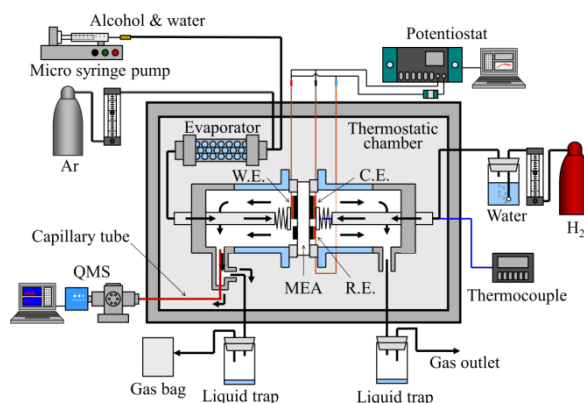 Alcohol & water
Micro syringe pump
Potentiostat
Ar
Evaporator
Thermostatic
chamber
W.E.
C.E.
Water
H2
Capillary tube
QMS
MEA
R.E.
Thermocouple
Gas bag
Liquid trap
Liquid trap
Gas outlet